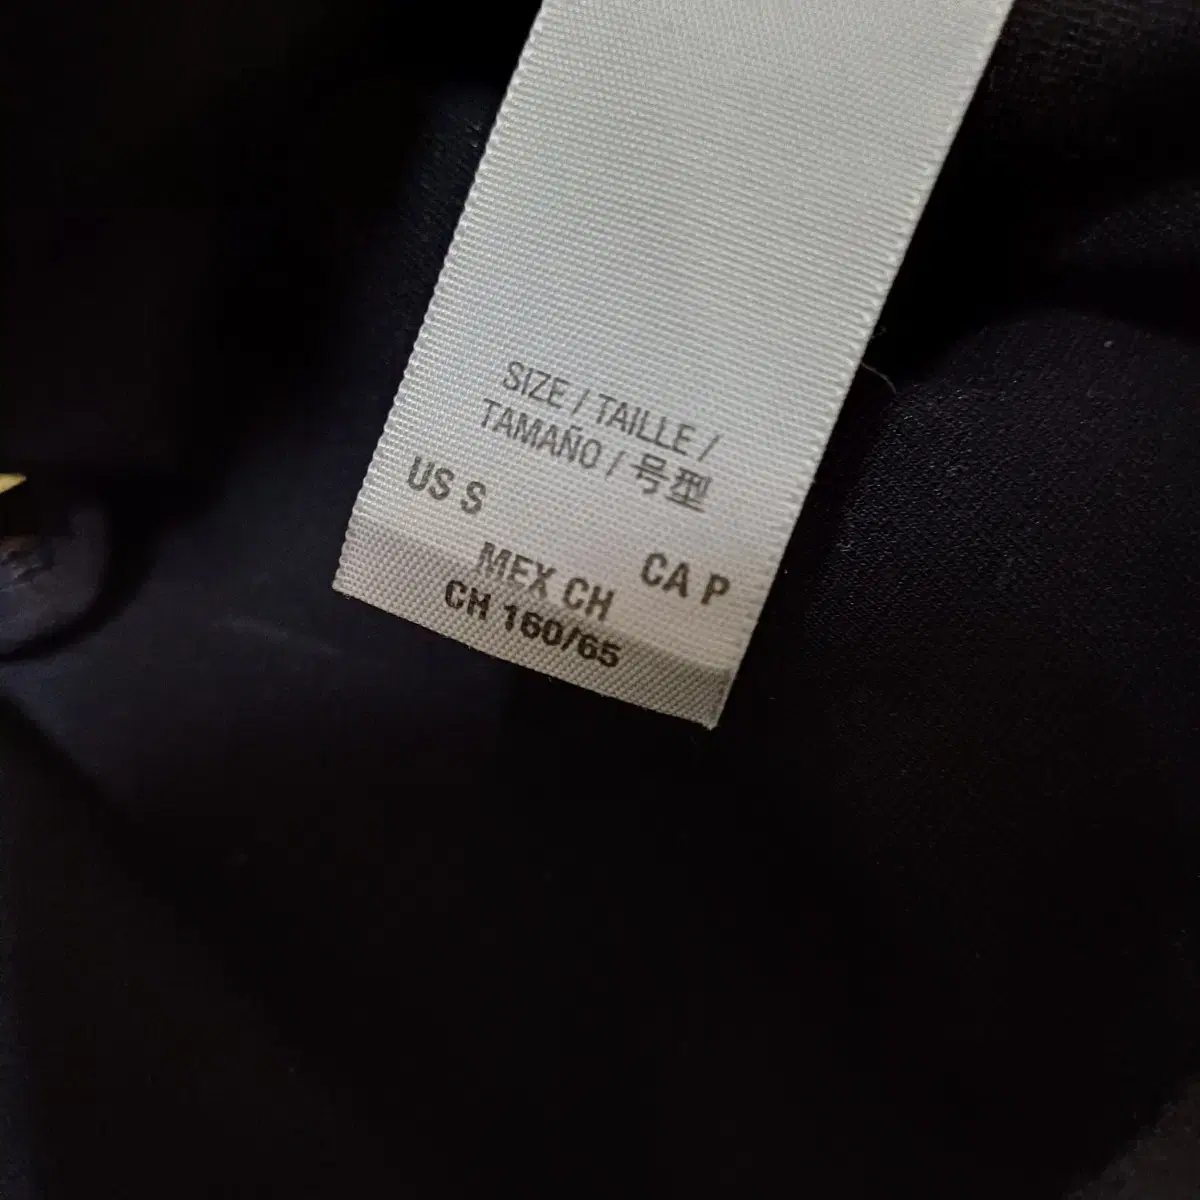 SIZE / TAILLE /
TAMAÑO / 号型
US S
CA P
MEX CH
CH 160/65